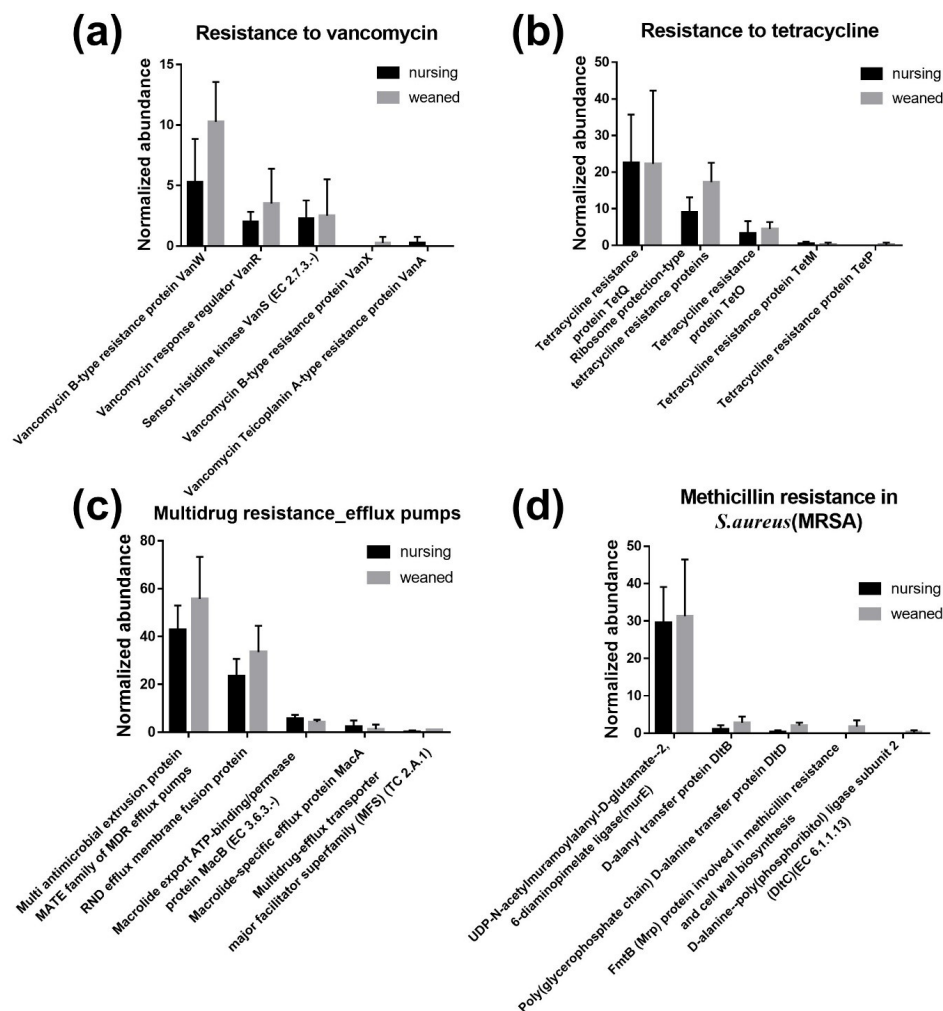 (a)
Resistance to vancomycin
Normalized abundance
15
10
5
0
nursing
weaned
Vancomycin B-type resistance protein VanW
Vancomycin response regulator VanR
Sensor histidine kinase VanS (EC 2.7.3.-)
Vancomycin B-type resistance protein VanX
Vancomycin Teicoplanin A-type resistance protein VanA
(b)
Resistance to tetracycline
Normalized abundance
50
40
30
20
10
0
nursing
weaned
Tetracycline resistance
protein TetQ
Ribosome protection-type
tetracycline resistance proteins
Tetracycline resistance
protein TetO
Tetracycline resistance protein TetM
Tetracycline resistance protein TetP
(c)
Multidrug resistance_efflux pumps
Normalized abundance
80
60
40
20
0
nursing
weaned
Multi antimicrobial extrusion protein
MATE family of MDR efflux pumps
RND efflux membrane fusion protein
Macrolide export ATP-binding/permease
protein MacB (EC 3.6.3.-)
Macrolide-specific efflux protein MacA
Multidrug-efflux transporter
major facilitator superfamily (MFS) (TC 2.A.1)
(d)
Methicillin resistance in
S.aureus(MRSA)
Normalized abundance
50
40
30
20
10
0
nursing
weaned
UDP-N-acetylmuramoylalanyl-D-glutamate-2,
6-diaminopimelate ligase(murE)
D-alanyl transfer protein DltB
Poly(glycerophosphate chain) D-alanine transfer protein DltD
FmtB (Mrp) protein involved in methicillin resistance
and cell wall biosynthesis
D-alanine--poly(phosphoribitol) ligase subunit 2
(DltC)(EC 6.1.1.13)